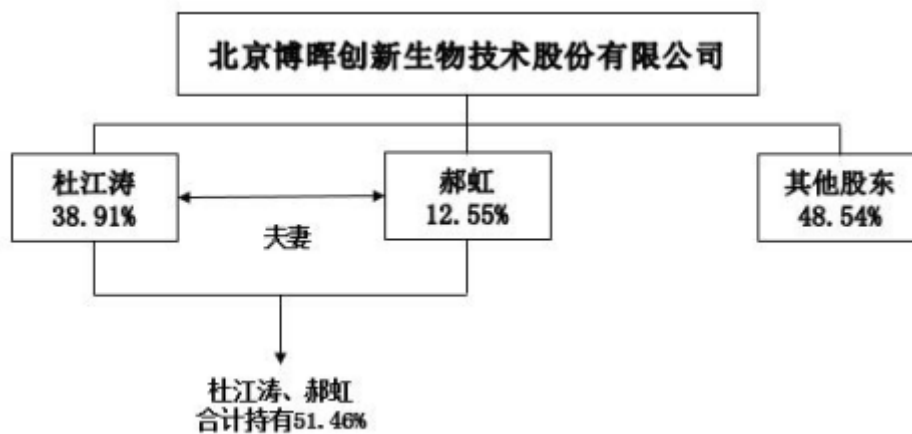 北京博晖创新生物技术股份有限公司
杜江涛
38.91%
郝虹
12.55%
其他股东
48.54%
夫妻
杜江涛、郝虹
合计持有51.46%